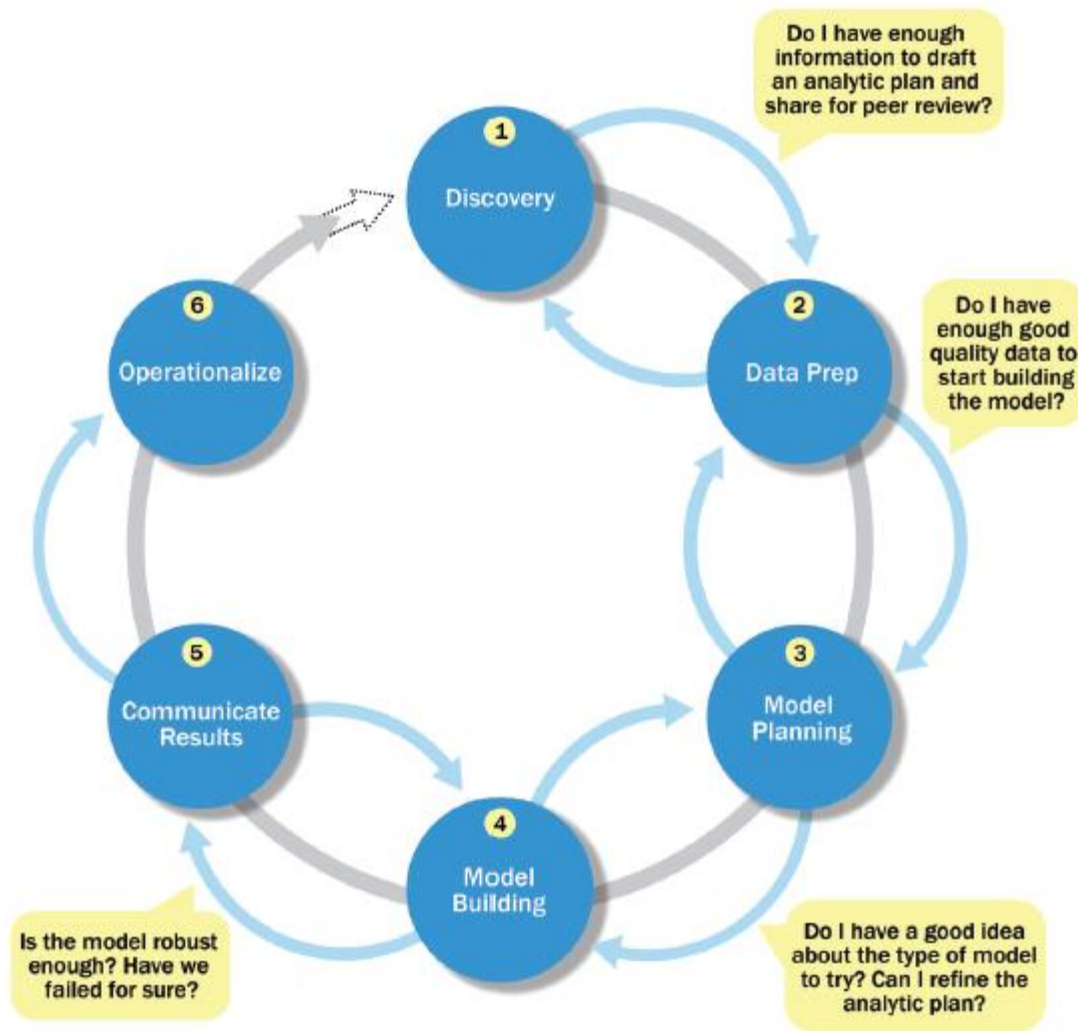 Do I have enough
information to draft
an analytic plan and
share for peer review?
1
Discovery
2
Data Prep
Do I have
enough good
quality data to
start building
the model?
3
Model
Planning
Do I have a good idea
about the type of model
to try? Can I refine the
analytic plan?
4
Model
Building
Is the model robust
enough? Have we
failed for sure?
5
Communicate
Results
6
Operationalize